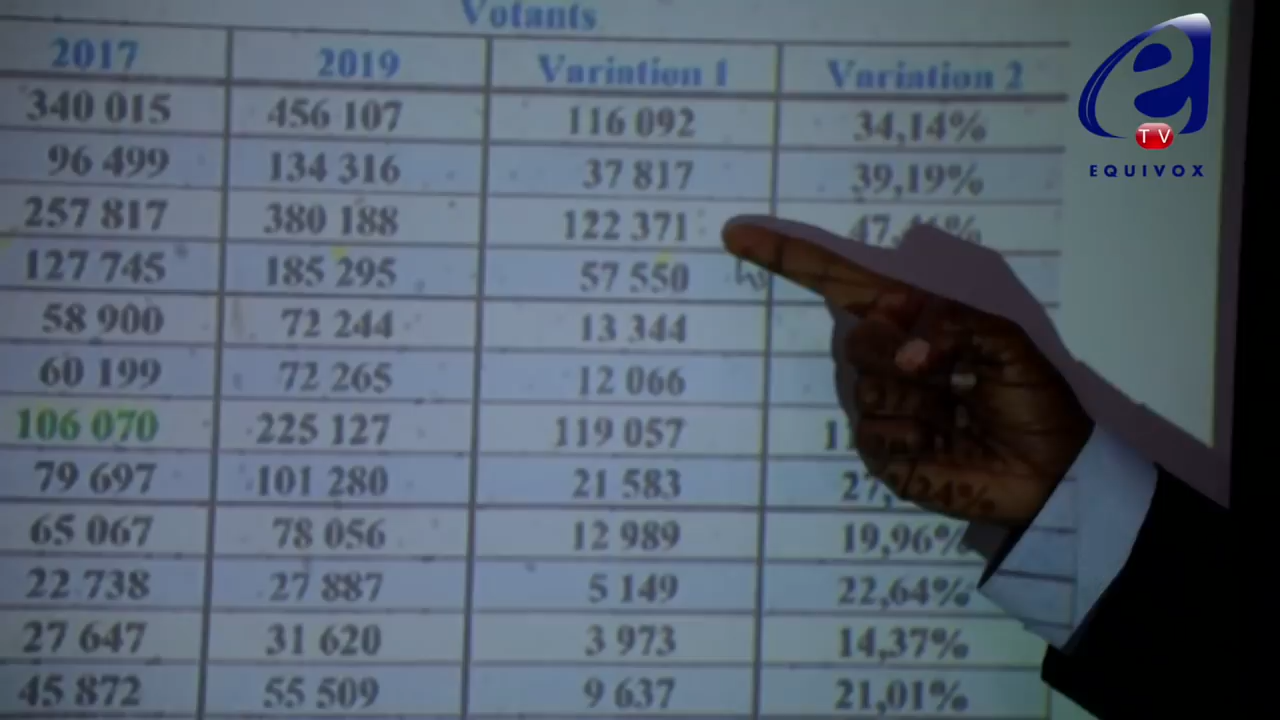 Votants
2017 2019 Variation 1 Variation 2
340 015 456 107 116 092 34,14%
96 499 134 316 37 817 39,19%
257 817 380 188 122 371
127 745 185 295 57 550
58 900 72 244 13 344
60 199 72 265 12 066
106 070 225 127 119 057
79 697 101 280 21 583
65 067 78 056 12 989 19,96%
22 738 27 887 5 149 22,64%
27 647 31 620 3 973 14,37%
45 872 55 509 9 637 21,01%
e
TV
EQUIVOX